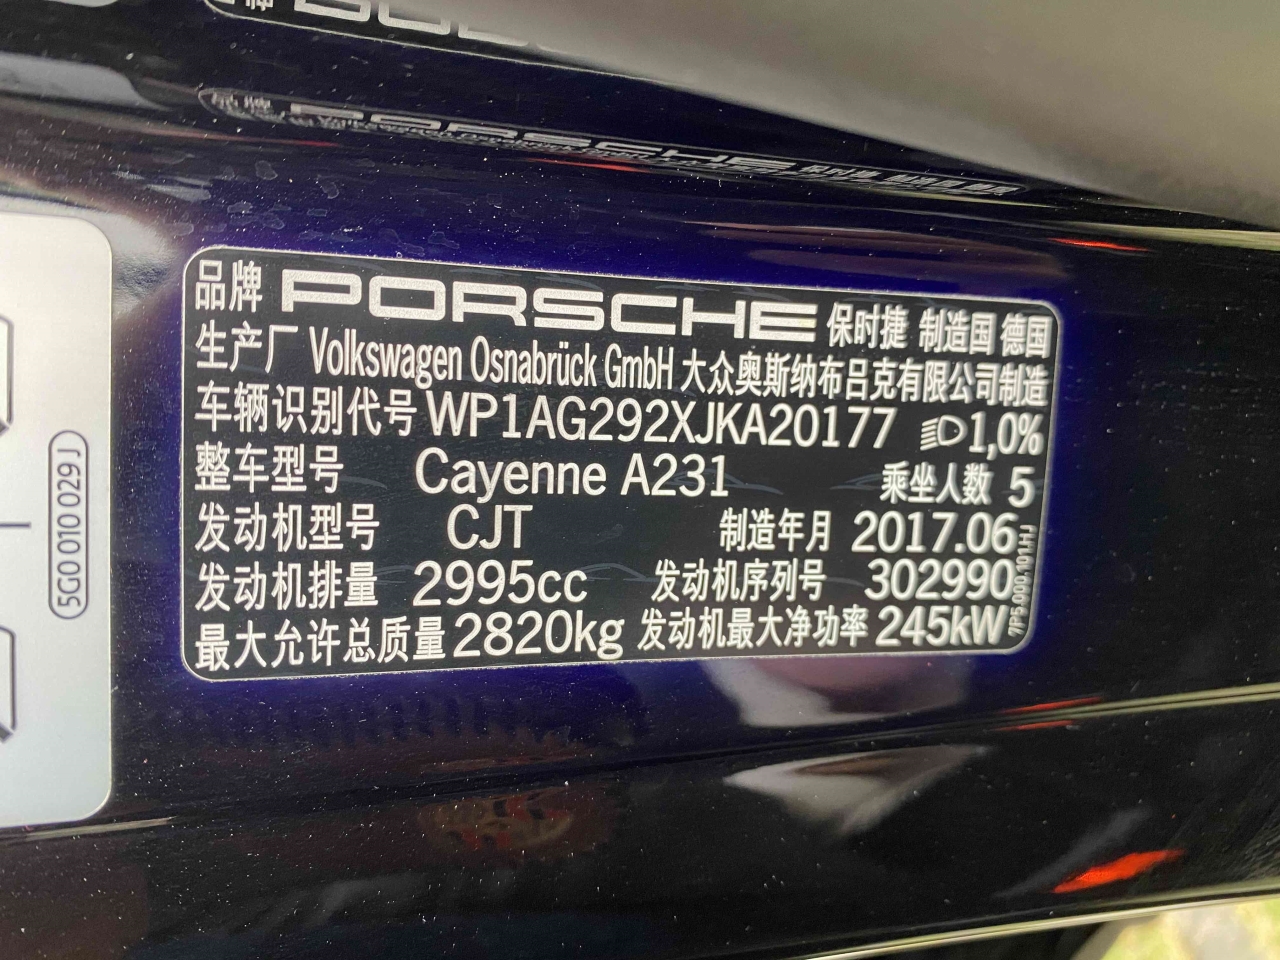 品牌 PORSCHE 保时捷 制造国 德国
生产厂 Volkswagen Osnabrück GmbH 大众奥斯纳布吕克有限公司制造
车辆识别代号 WP1AG292XJKA20177 1,0%
整车型号 Cayenne A231 乘坐人数 5
发动机型号 CJT 制造年月 2017.06
发动机排量 2995cc 发动机序列号 302990
最大允许总质量 2820kg 发动机最大净功率 245kW
7P5.000.101.HJ
5G0 010 029 J